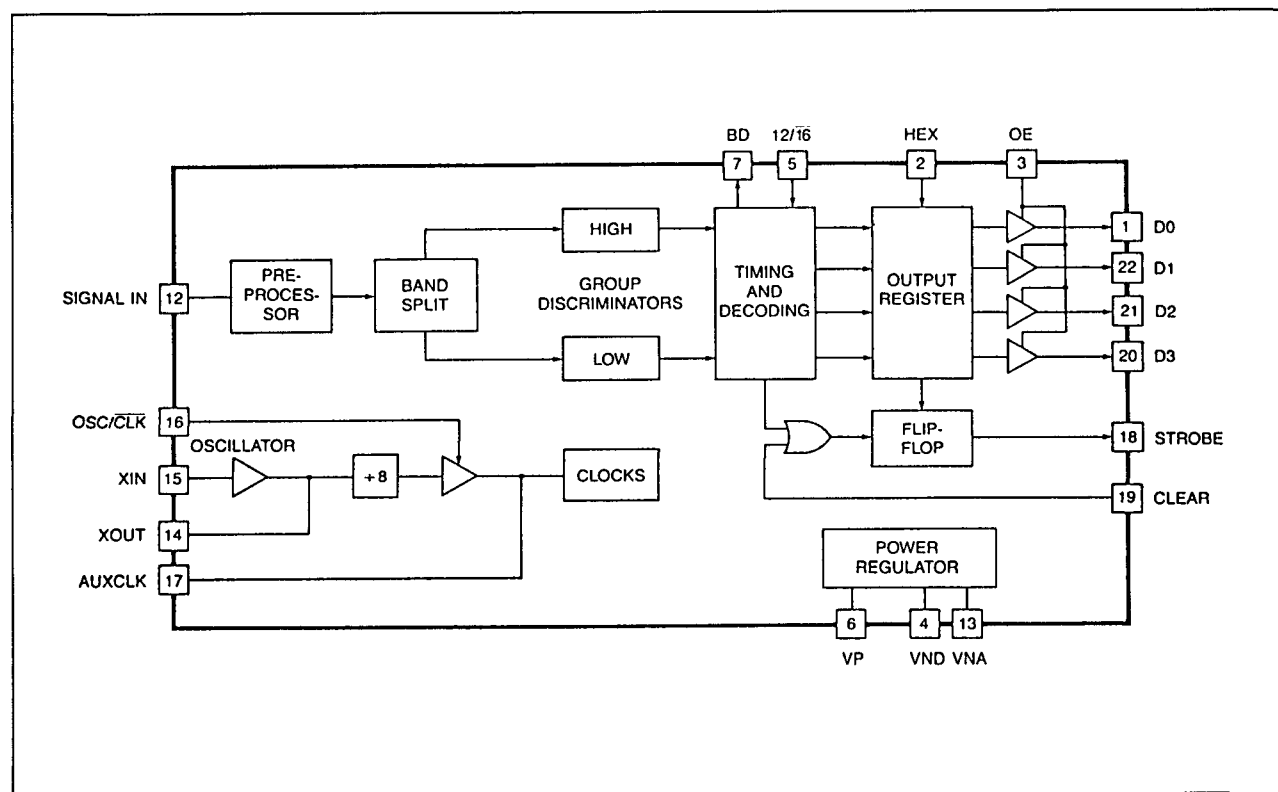 BD
12/1̅6̅
HEX
OE
7
5
2
3
SIGNAL IN
12
PRE-
PROCES-
SOR
BAND
SPLIT
HIGH
GROUP
DISCRIMINATORS
LOW
TIMING
AND
DECODING
OUTPUT
REGISTER
1
D0
22
D1
21
D2
20
D3
OSC/C̅L̅K̅
16
OSCILLATOR
XIN
15
÷8
CLOCKS
FLIP-
FLOP
18
STROBE
19
CLEAR
XOUT
14
AUXCLK
17
POWER
REGULATOR
6
4
13
VP
VND
VNA